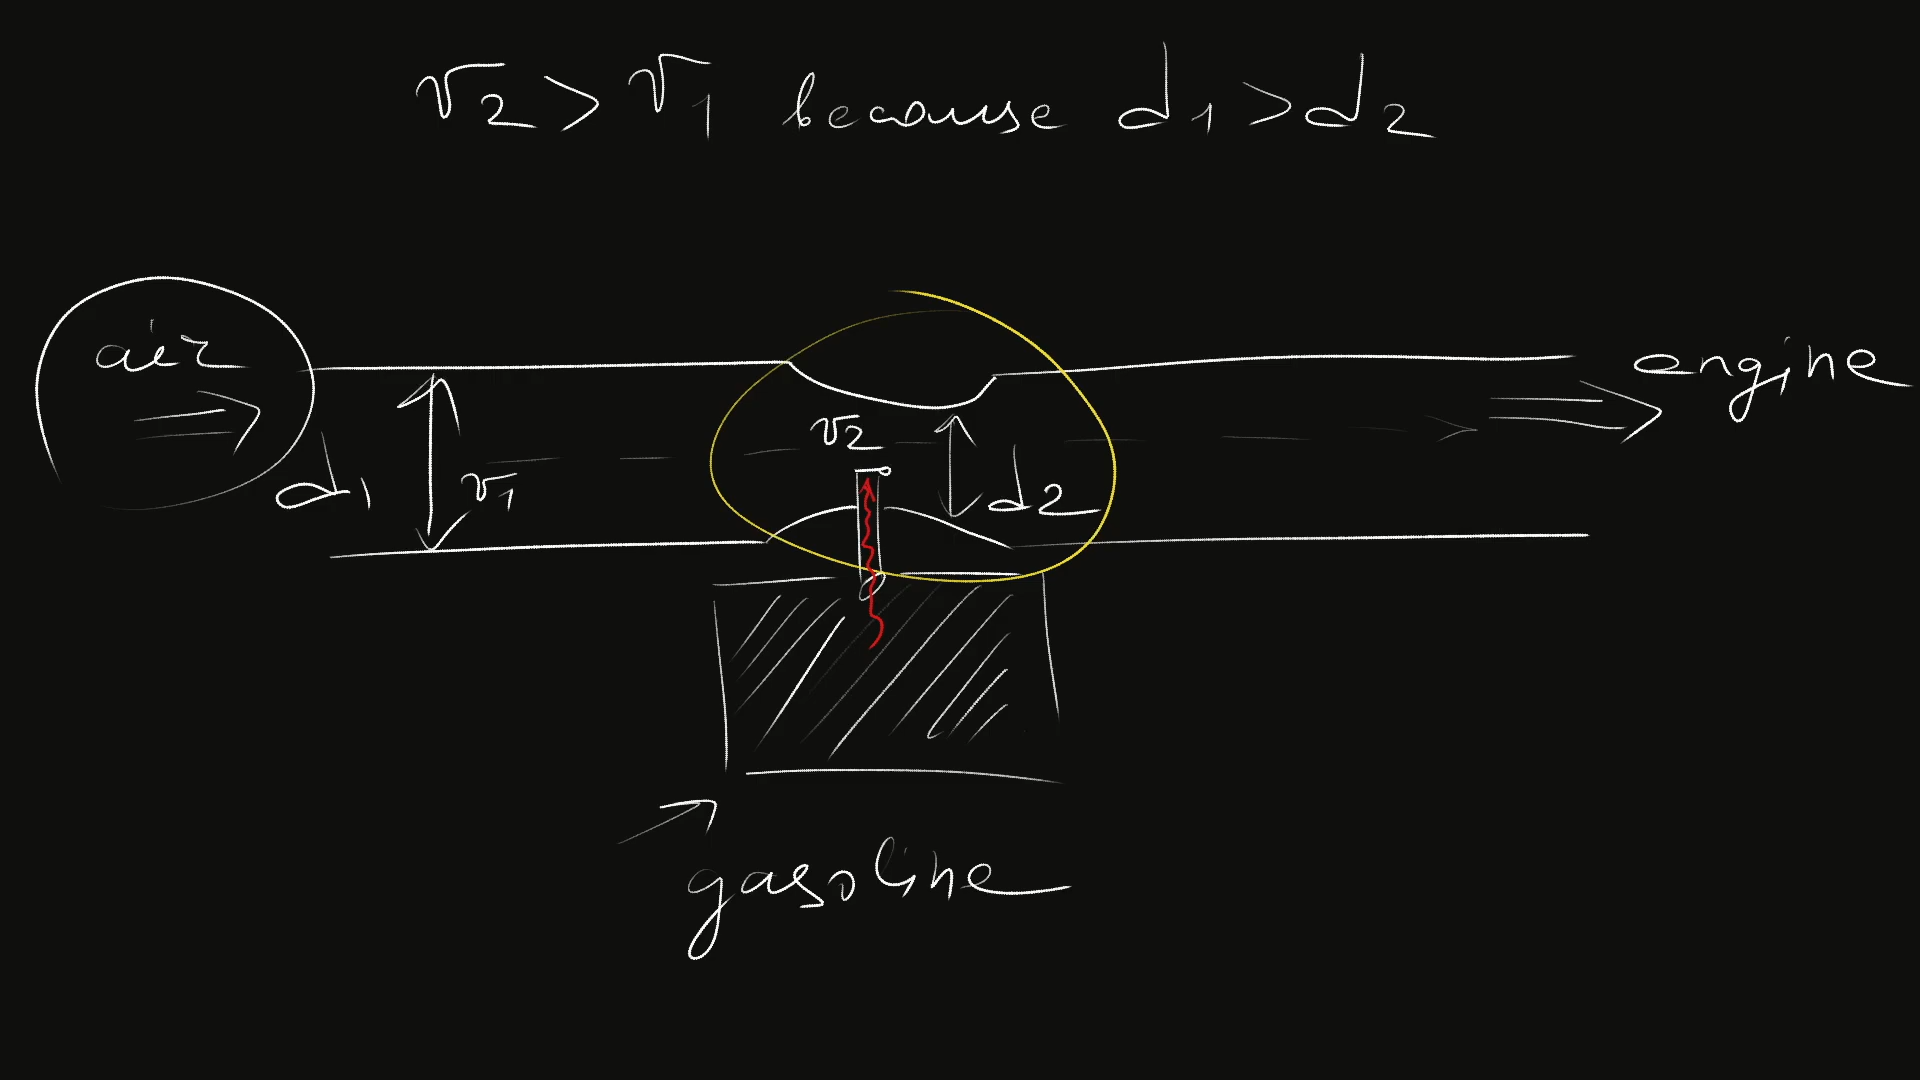 v2 > v1 because d1 > d2
air
engine
v2
d1
v1
d2
gasoline